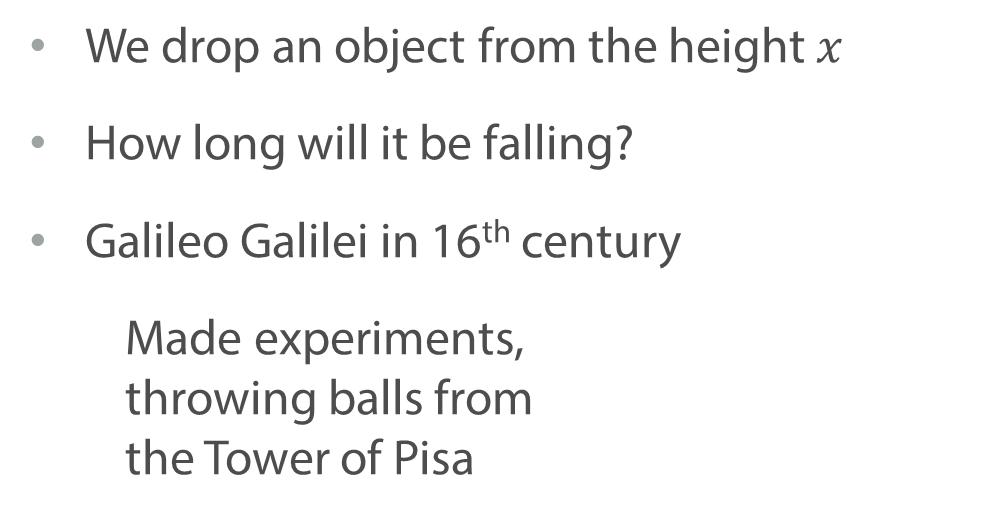 • We drop an object from the height x
• How long will it be falling?
• Galileo Galilei in 16th century
Made experiments,
throwing balls from
the Tower of Pisa